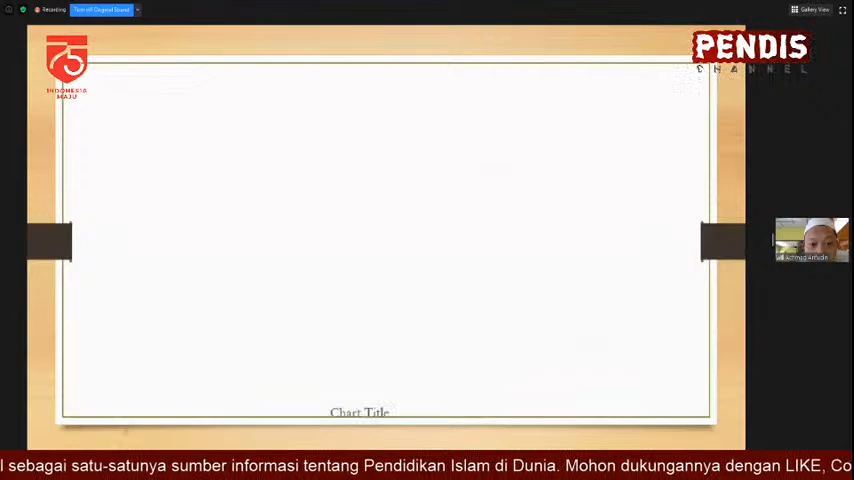 Recording
Turn off Original Sound
Gallery View
75
INDONESIA
MAJU
PENDIS
CHANNEL
Chart Title
l sebagai satu-satunya sumber informasi tentang Pendidikan Islam di Dunia. Mohon dukungannya dengan LIKE, Co